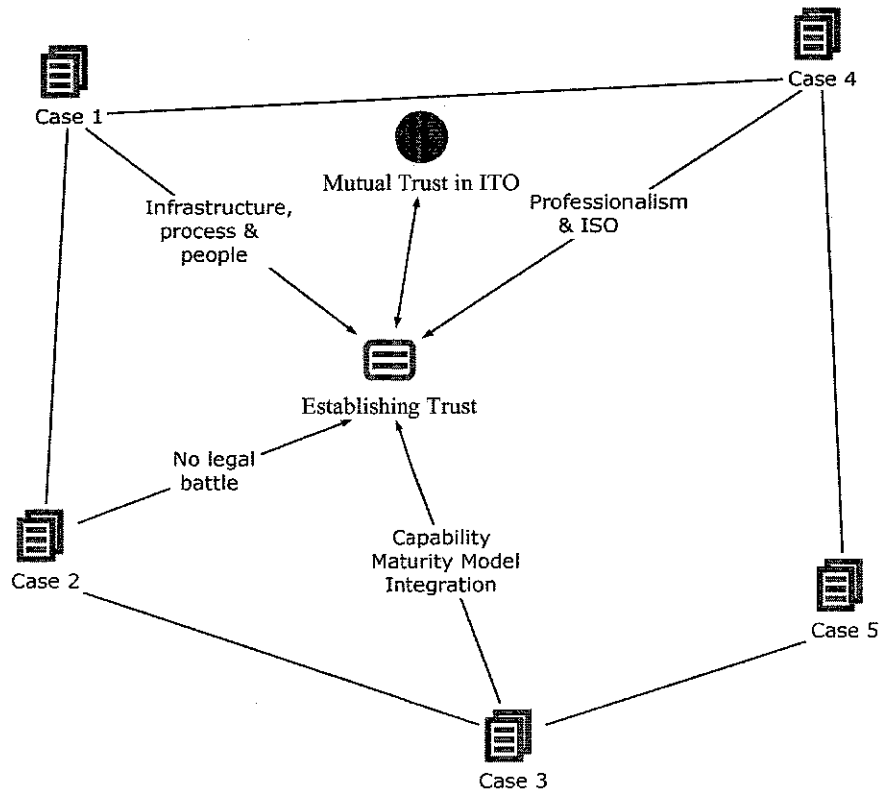 Case 1
Case 4
Mutual Trust in ITO
Infrastructure,
process &
people
Professionalism
& ISO
Establishing Trust
No legal
battle
Case 2
Capability
Maturity Model
Integration
Case 5
Case 3